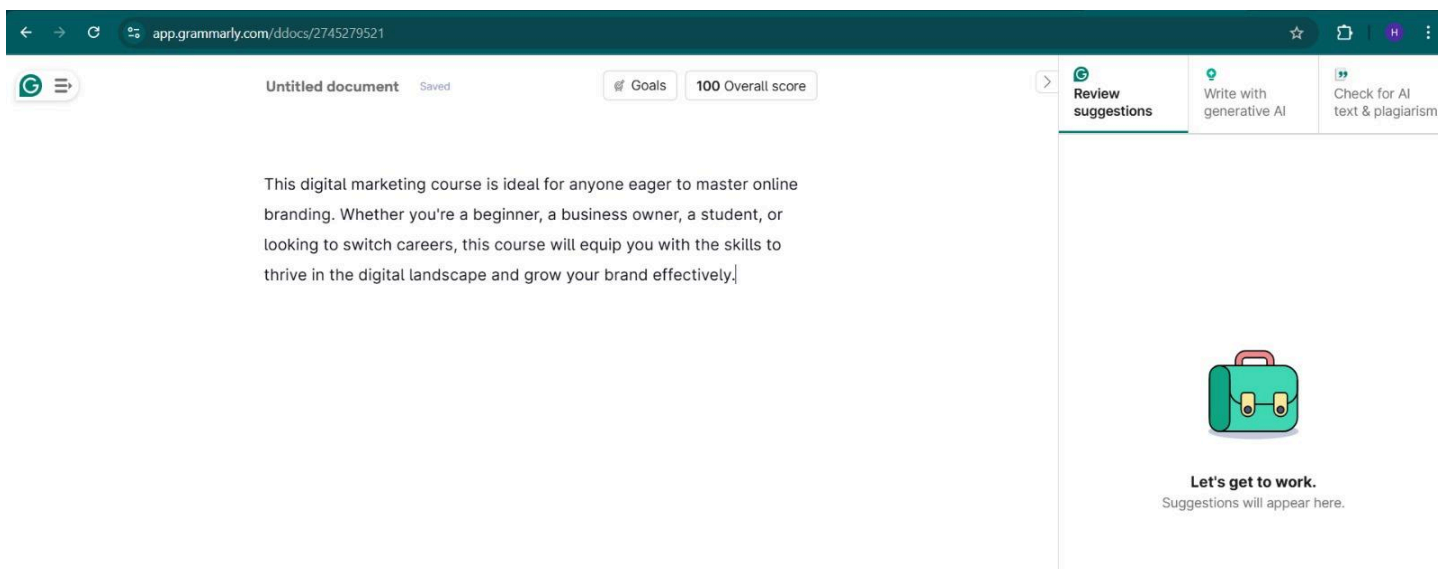 app.grammarly.com/ddocs/2745279521
H
Untitled document Saved
Goals
100 Overall score
Review suggestions
Write with generative AI
Check for AI text & plagiarism
This digital marketing course is ideal for anyone eager to master online
branding. Whether you're a beginner, a business owner, a student, or
looking to switch careers, this course will equip you with the skills to
thrive in the digital landscape and grow your brand effectively.
Let's get to work.
Suggestions will appear here.